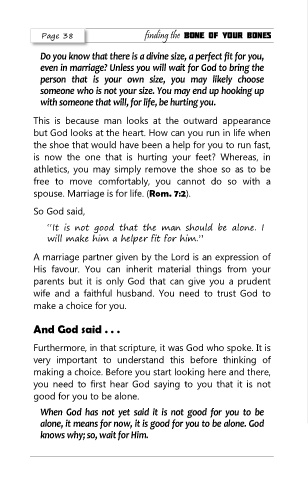 Page 38 finding the BONE OF YOUR BONES
Do you know that there is a divine size, a perfect fit for you,
even in marriage? Unless you will wait for God to bring the
person that is your own size, you may likely choose
someone who is not your size. You may end up hooking up
with someone that will, for life, be hurting you.
This is because man looks at the outward appearance
but God looks at the heart. How can you run in life when
the shoe that would have been a help for you to run fast,
is now the one that is hurting your feet? Whereas, in
athletics, you may simply remove the shoe so as to be
free to move comfortably, you cannot do so with a
spouse. Marriage is for life. (Rom. 7:2).
So God said,
"It is not good that the man should be alone. I
will make him a helper fit for him."
A marriage partner given by the Lord is an expression of
His favour. You can inherit material things from your
parents but it is only God that can give you a prudent
wife and a faithful husband. You need to trust God to
make a choice for you.
And God said . . .
Furthermore, in that scripture, it was God who spoke. It is
very important to understand this before thinking of
making a choice. Before you start looking here and there,
you need to first hear God saying to you that it is not
good for you to be alone.
When God has not yet said it is not good for you to be
alone, it means for now, it is good for you to be alone. God
knows why; so, wait for Him.